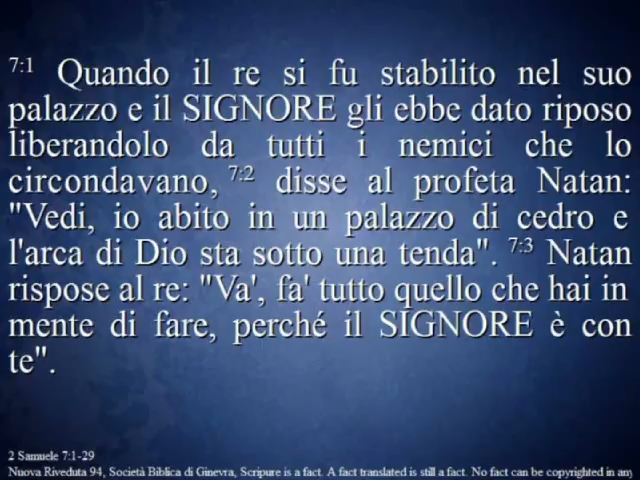 7:1 Quando il re si fu stabilito nel suo
palazzo e il SIGNORE gli ebbe dato riposo
liberandolo da tutti i nemici che lo
circondavano, 7:2 disse al profeta Natan:
"Vedi, io abito in un palazzo di cedro e
l'arca di Dio sta sotto una tenda". 7:3 Natan
rispose al re: "Va', fa' tutto quello che hai in
mente di fare, perché il SIGNORE è con
te".
2 Samuele 7:1-29
Nuova Riveduta 94, Società Biblica di Ginevra, Scripure is a fact. A fact translated is still a fact. No fact can be copyrighted in any